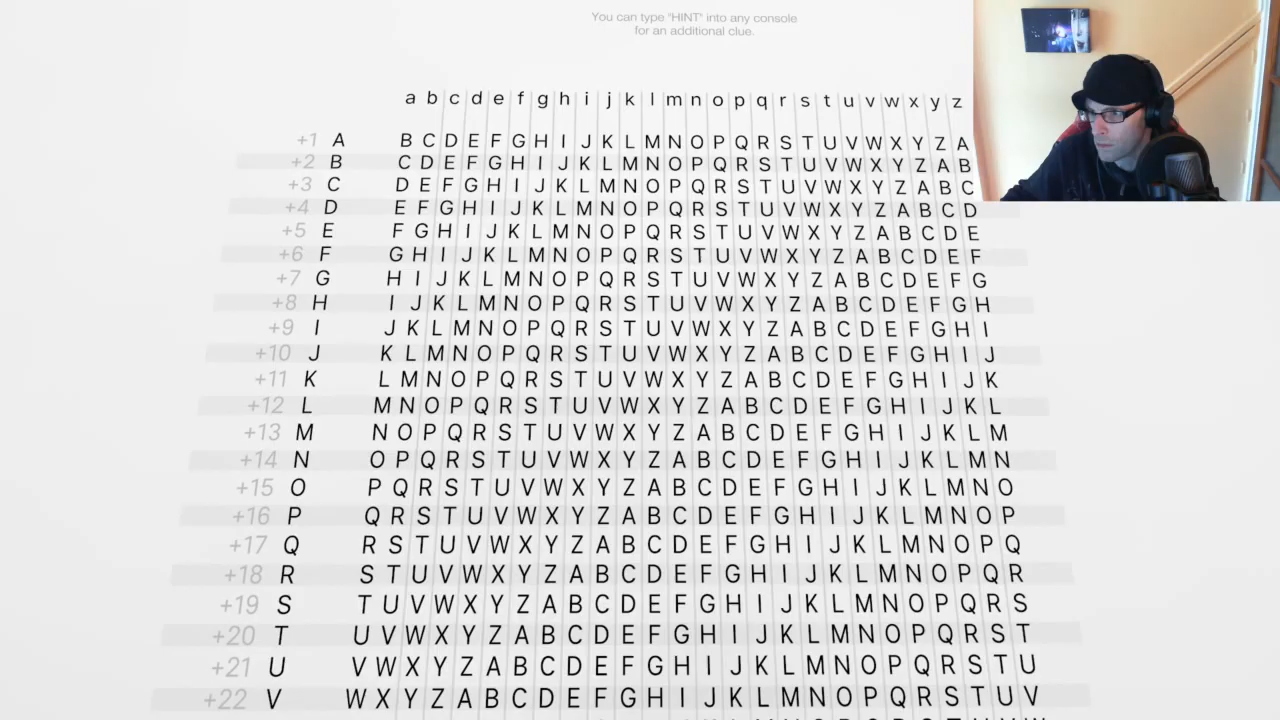 You can type "HINT" into any console
for an additional clue.
a b c d e f g h i j k l m n o p q r s t u v w x y z
+1 A B C D E F G H I J K L M N O P Q R S T U V W X Y Z A
+2 B C D E F G H I J K L M N O P Q R S T U V W X Y Z A B
+3 C D E F G H I J K L M N O P Q R S T U V W X Y Z A B C
+4 D E F G H I J K L M N O P Q R S T U V W X Y Z A B C D
+5 E F G H I J K L M N O P Q R S T U V W X Y Z A B C D E
+6 F G H I J K L M N O P Q R S T U V W X Y Z A B C D E F
+7 G H I J K L M N O P Q R S T U V W X Y Z A B C D E F G
+8 H I J K L M N O P Q R S T U V W X Y Z A B C D E F G H
+9 I J K L M N O P Q R S T U V W X Y Z A B C D E F G H I
+10 J K L M N O P Q R S T U V W X Y Z A B C D E F G H I J
+11 K L M N O P Q R S T U V W X Y Z A B C D E F G H I J K
+12 L M N O P Q R S T U V W X Y Z A B C D E F G H I J K L
+13 M N O P Q R S T U V W X Y Z A B C D E F G H I J K L M
+14 N O P Q R S T U V W X Y Z A B C D E F G H I J K L M N
+15 O P Q R S T U V W X Y Z A B C D E F G H I J K L M N O
+16 P Q R S T U V W X Y Z A B C D E F G H I J K L M N O P
+17 Q R S T U V W X Y Z A B C D E F G H I J K L M N O P Q
+18 R S T U V W X Y Z A B C D E F G H I J K L M N O P Q R
+19 S T U V W X Y Z A B C D E F G H I J K L M N O P Q R S
+20 T U V W X Y Z A B C D E F G H I J K L M N O P Q R S T
+21 U V W X Y Z A B C D E F G H I J K L M N O P Q R S T U
+22 V W X Y Z A B C D E F G H I J K L M N O P Q R S T U V